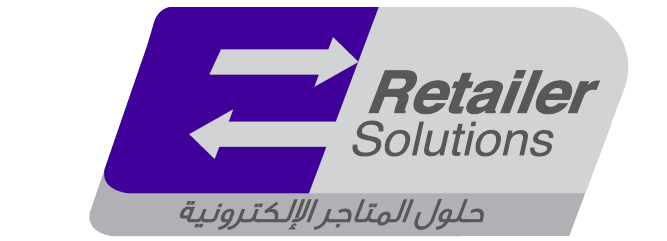 Retailer
Solutions
حلول المتاجر الإلكترونية